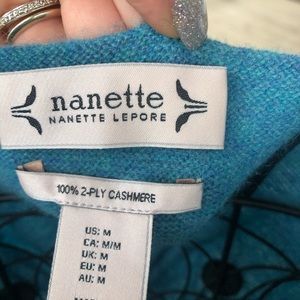 nanette
NANETTE LEPORE
100% 2-PLY CASHMERE
US: M
CA: M/M
UK: M
EU: M
AU: M